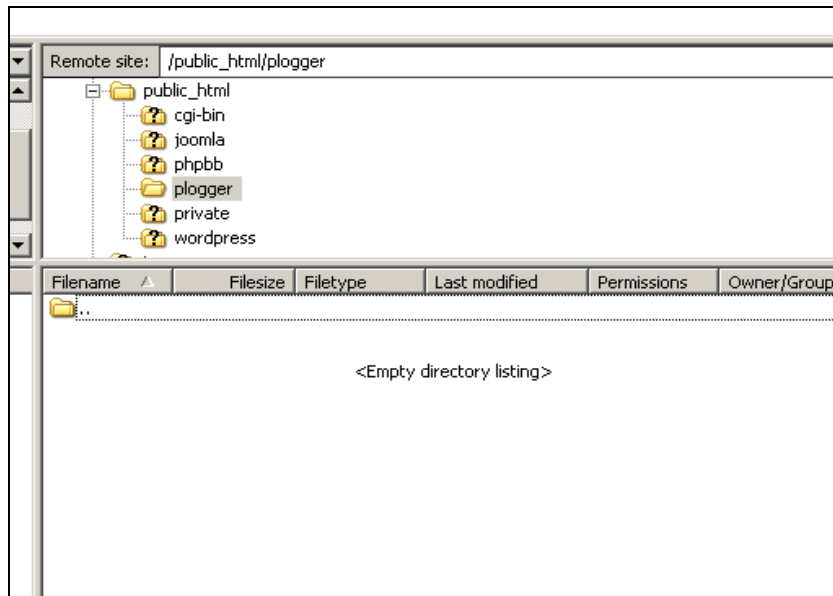 Remote site: /public_html/plogger
public_html
cgi-bin
joomla
phpbb
plogger
private
wordpress
Filename Filesize Filetype Last modified Permissions Owner/Group
..
<Empty directory listing>